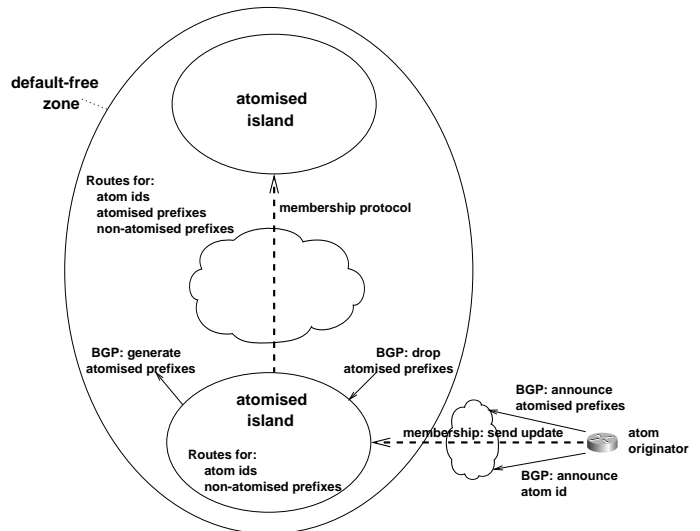 default-free
zone
atomised
island
Routes for:
atom ids
atomised prefixes
non-atomised prefixes
membership protocol
BGP: generate
atomised prefixes
BGP: drop
atomised prefixes
atomised
island
Routes for:
atom ids
non-atomised prefixes
BGP: announce
atomised prefixes
membership: send update
atom
originator
BGP: announce
atom id